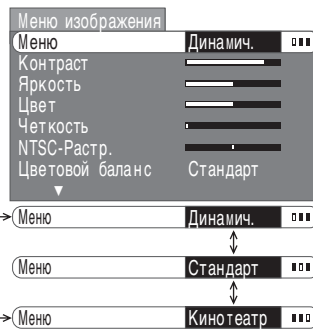 Меню изображения
Меню Динамич.
Контраст
Яркость
Цвет
Четкость
NTSC-Растр.
Цветовой баланс Стандарт
Меню Динамич.
Меню Стандарт
Меню Кинотеатр